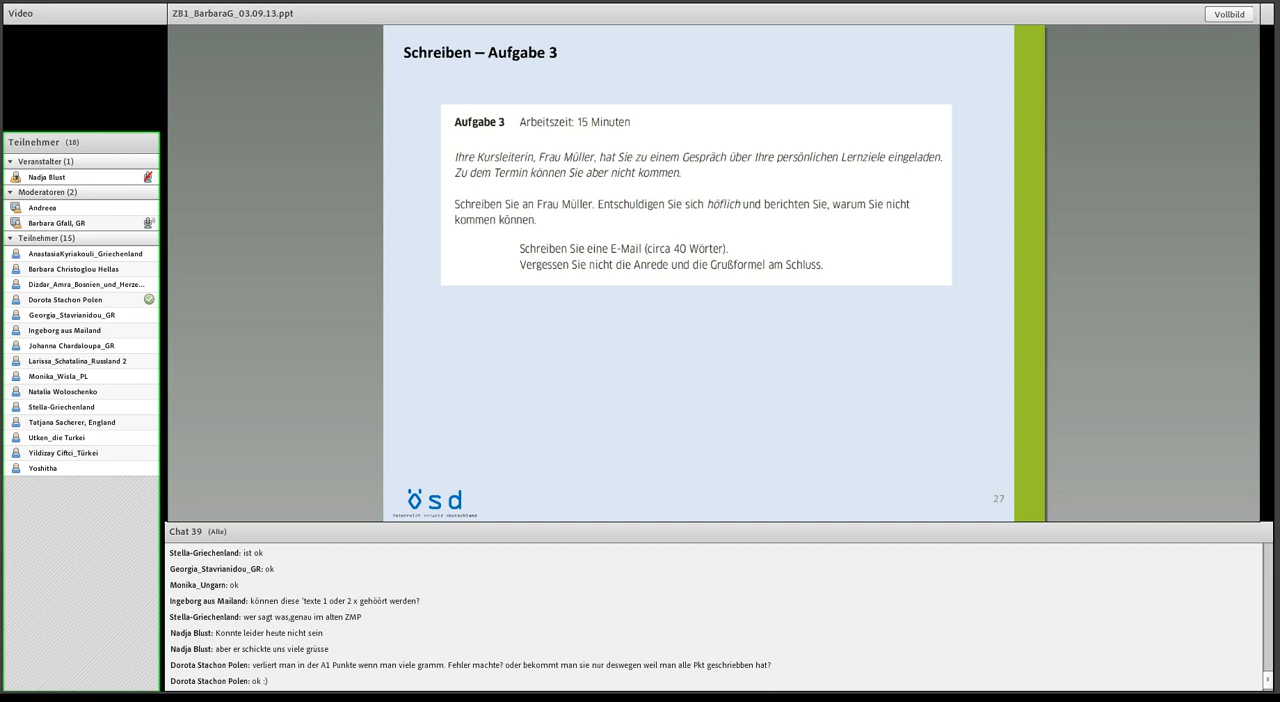 Video
ZB1_BarbaraG_03.09.13.ppt
Vollbild
Teilnehmer (18)
Veranstalter (1)
Nadja Blust
Moderatoren (2)
Andreea
Barbara Gfall, GR
Teilnehmer (15)
AnastasiaKyriakouli_Griechenland
Barbara Christoglou Hellas
Dizdar_Amra_Bosnien_und_Herze...
Dorota Stachon Polen
Georgia_Stavrianidou_GR
Ingeborg aus Mailand
Johanna Chardaloupa_GR
Larissa_Schatalina_Russland 2
Monika_Wisla_PL
Natalia Woloschenko
Stella-Griechenland
Tatjana Sacherer, England
Utken_die Turkei
Yildizay Ciftci_Türkei
Yoshitha
Schreiben – Aufgabe 3
Aufgabe 3 Arbeitszeit: 15 Minuten
Ihre Kursleiterin, Frau Müller, hat Sie zu einem Gespräch über Ihre persönlichen Lernziele eingeladen.
Zu dem Termin können Sie aber nicht kommen.
Schreiben Sie an Frau Müller. Entschuldigen Sie sich höflich und berichten Sie, warum Sie nicht
kommen können.
Schreiben Sie eine E-Mail (circa 40 Wörter).
Vergessen Sie nicht die Anrede und die Grußformel am Schluss.
ösd
österreich schweiz deutschland
27
Chat 39 (Alle)
Stella-Griechenland: ist ok
Georgia_Stavrianidou_GR: ok
Monika_Ungarn: ok
Ingeborg aus Mailand: können diese 'texte 1 oder 2 x gehöört werden?
Stella-Griechenland: wer sagt was,genau im alten ZMP
Nadja Blust: Konnte leider heute nicht sein
Nadja Blust: aber er schickte uns viele grüsse
Dorota Stachon Polen: verliert man in der A1 Punkte wenn man viele gramm. Fehler machte? oder bekommt man sie nur deswegen weil man alle Pkt geschriebben hat?
Dorota Stachon Polen: ok :)